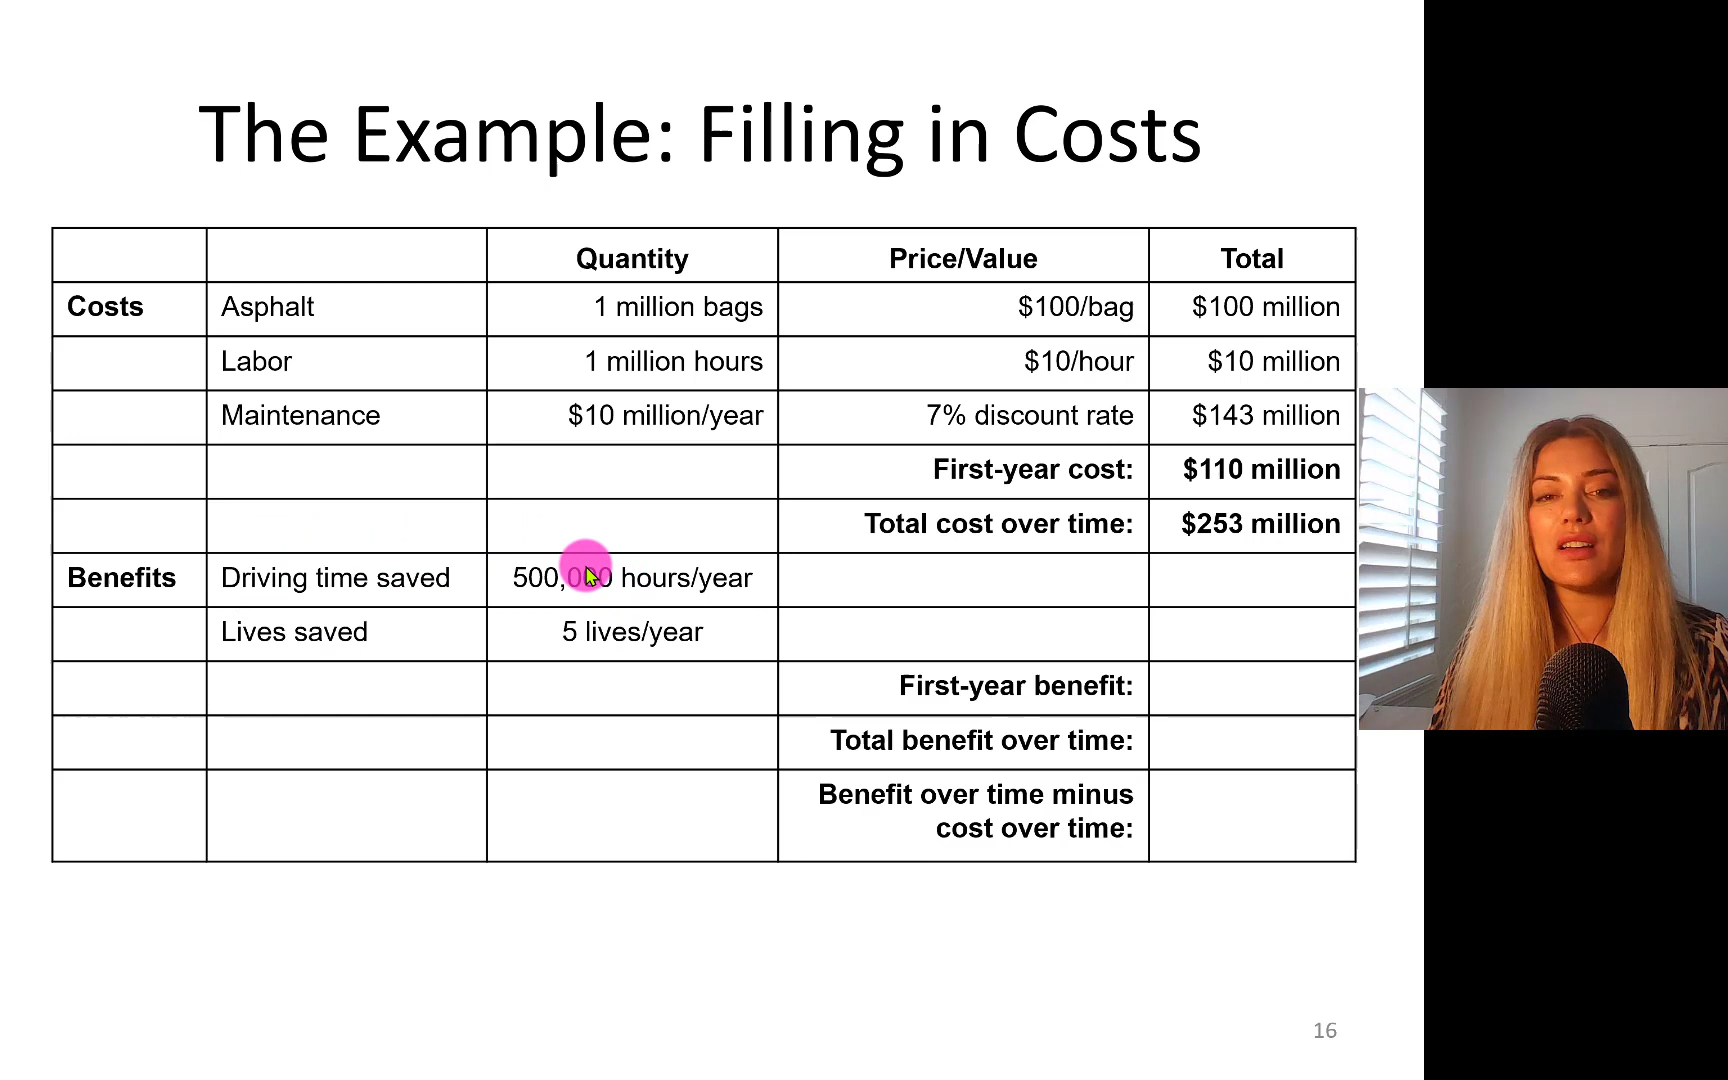 The Example: Filling in Costs
Quantity Price/Value Total
Costs Asphalt 1 million bags $100/bag $100 million
Labor 1 million hours $10/hour $10 million
Maintenance $10 million/year 7% discount rate $143 million
First-year cost: $110 million
Total cost over time: $253 million
Benefits Driving time saved 500,000 hours/year
Lives saved 5 lives/year
First-year benefit:
Total benefit over time:
Benefit over time minus
cost over time:
16